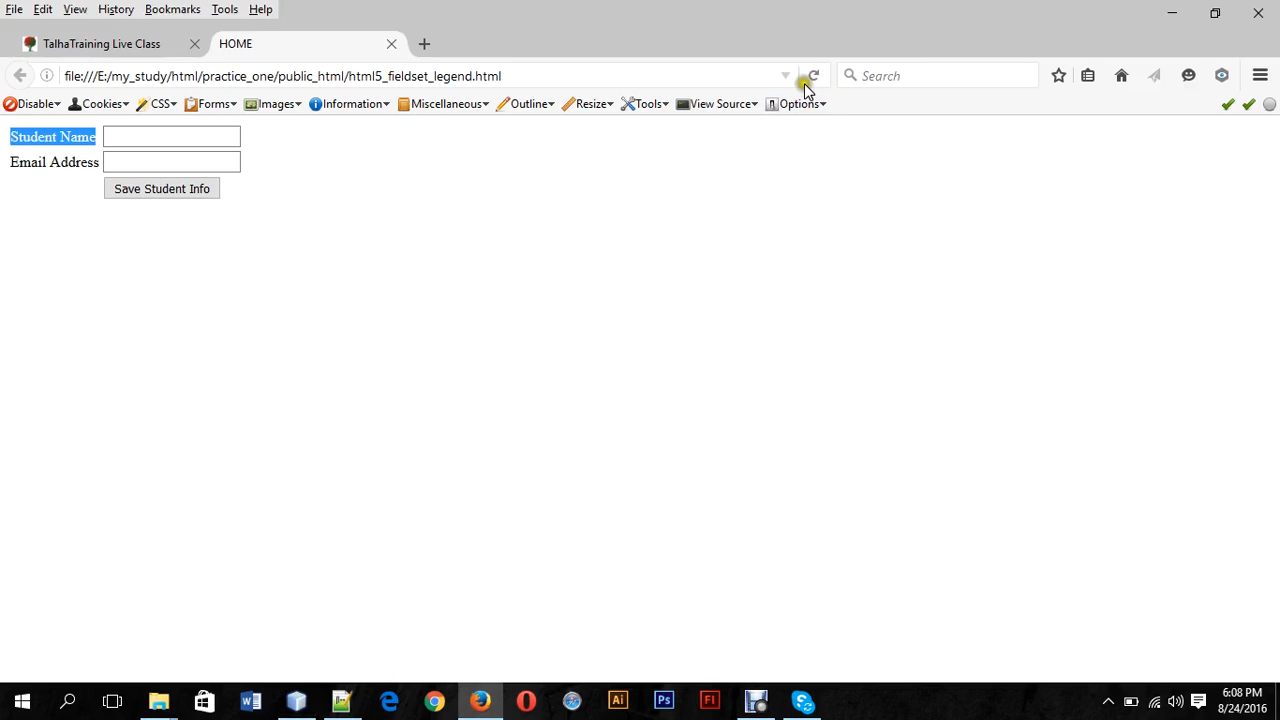 File Edit View History Bookmarks Tools Help
TalhaTraining Live Class HOME
file:///E:/my_study/html/practice_one/public_html/html5_fieldset_legend.html Search
Disable Cookies CSS Forms Images Information Miscellaneous Outline Resize Tools View Source Options
Student Name
Email Address
Save Student Info
6:08 PM
8/24/2016